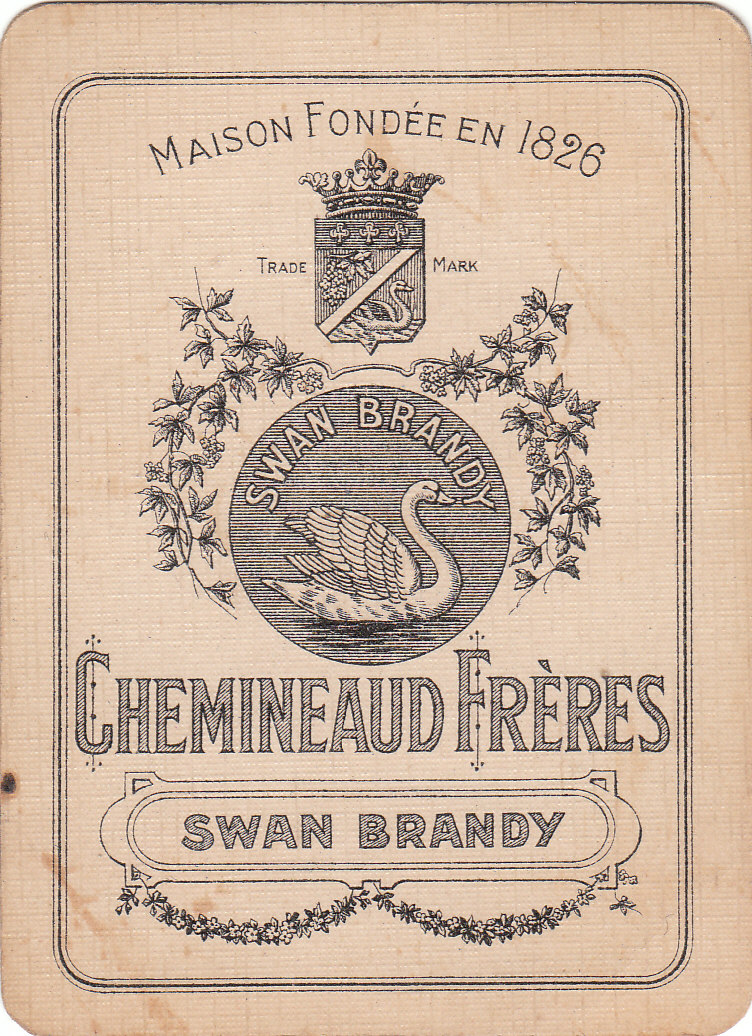 MAISON FONDÉE EN 1826
TRADE MARK
SWAN BRANDY
CHEMINEAUD FRÈRES
SWAN BRANDY